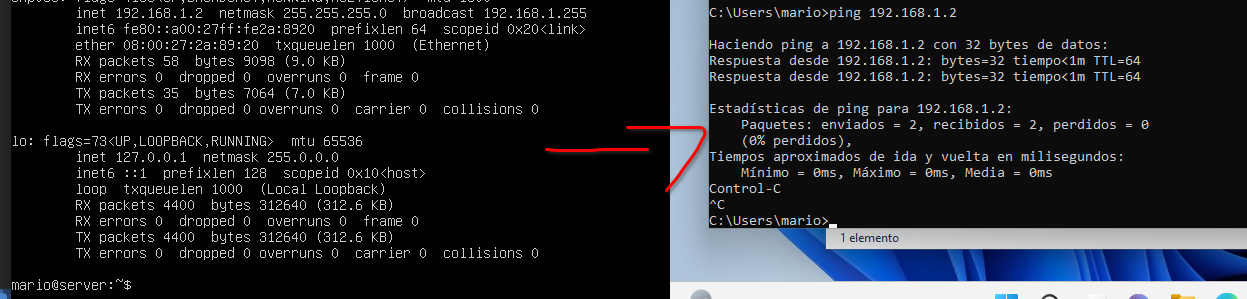 inet 192.168.1.2 netmask 255.255.255.0 broadcast 192.168.1.255
inet6 fe80::a00:27ff:fe2a:8920 prefixlen 64 scopeid 0x20<link>
ether 08:00:27:2a:89:20 txqueuelen 1000 (Ethernet)
RX packets 58 bytes 9098 (9.0 KB)
RX errors 0 dropped 0 overruns 0 frame 0
TX packets 35 bytes 7064 (7.0 KB)
TX errors 0 dropped 0 overruns 0 carrier 0 collisions 0
lo: flags=73<UP,LOOPBACK,RUNNING> mtu 65536
inet 127.0.0.1 netmask 255.0.0.0
inet6 ::1 prefixlen 128 scopeid 0x10<host>
loop txqueuelen 1000 (Local Loopback)
RX packets 4400 bytes 312640 (312.6 KB)
RX errors 0 dropped 0 overruns 0 frame 0
TX packets 4400 bytes 312640 (312.6 KB)
TX errors 0 dropped 0 overruns 0 carrier 0 collisions 0
mario@server:~$
C:\Users\mario>ping 192.168.1.2
Haciendo ping a 192.168.1.2 con 32 bytes de datos:
Respuesta desde 192.168.1.2: bytes=32 tiempo<1m TTL=64
Respuesta desde 192.168.1.2: bytes=32 tiempo<1m TTL=64
Estadísticas de ping para 192.168.1.2:
Paquetes: enviados = 2, recibidos = 2, perdidos = 0
(0% perdidos),
Tiempos aproximados de ida y vuelta en milisegundos:
Mínimo = 0ms, Máximo = 0ms, Media = 0ms
Control-C
^C
C:\Users\mario>
1 elemento